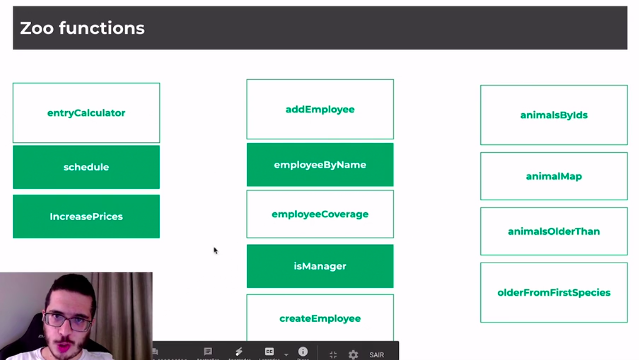 Zoo functions
entryCalculator
schedule
IncreasePrices
addEmployee
employeeByName
employeeCoverage
isManager
createEmployee
animalsByIds
animalMap
animalsOlderThan
olderFromFirstSpecies
SAIR